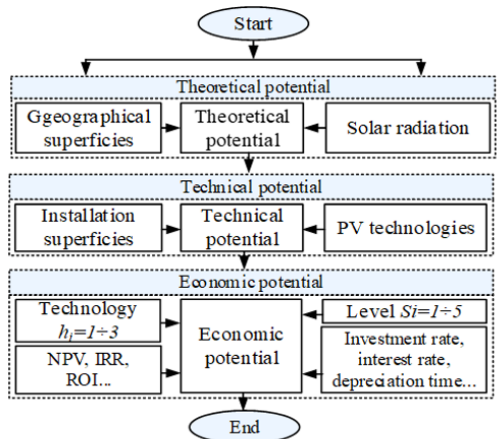 Start
Theoretical potential
Ggeographical
superficies
Theoretical
potential
Solar radiation
Technical potential
Installation
superficies
Technical
potential
PV technologies
Economic potential
Technology
hᵢ=1÷3
NPV, IRR,
ROI...
Economic
potential
Level Si=1÷5
Investment rate,
interest rate,
depreciation time...
End